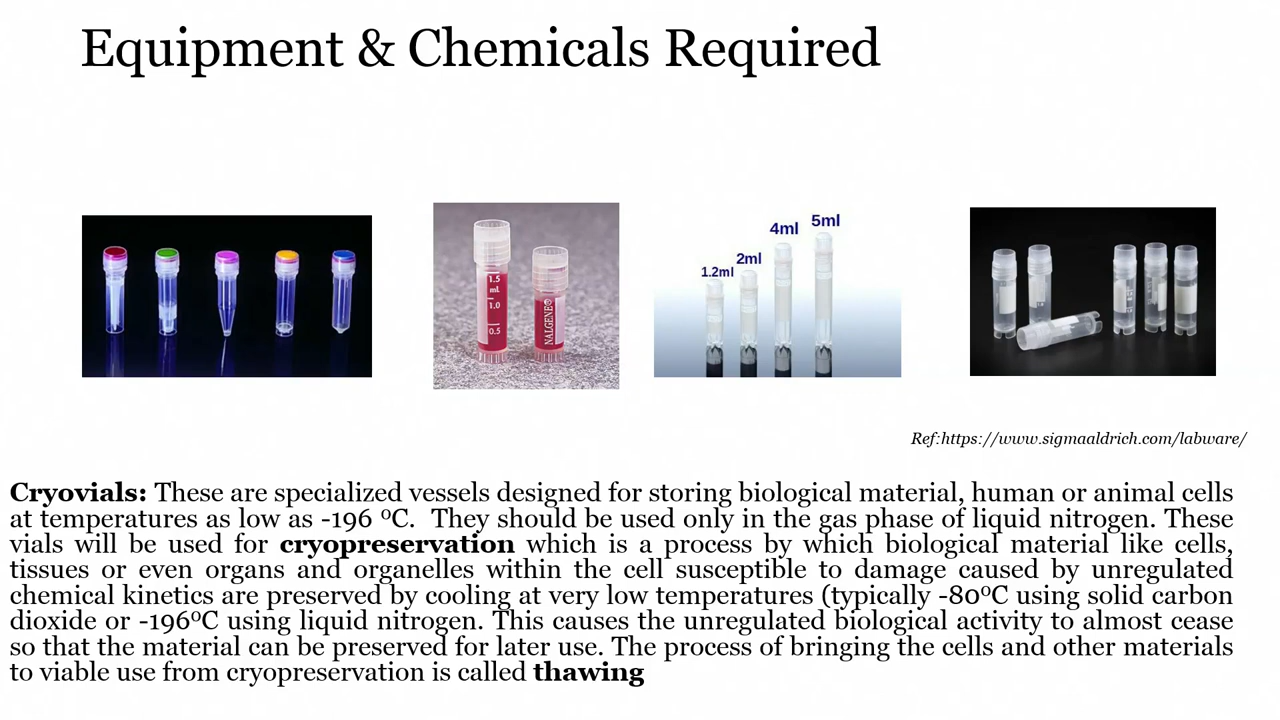 Equipment & Chemicals Required
1.5
mL
1.0
0.5
NALGENE®
1.2ml
2ml
4ml
5ml
Ref:https://www.sigmaaldrich.com/labware/
Cryovials: These are specialized vessels designed for storing biological material, human or animal cells
at temperatures as low as -196 ⁰C. They should be used only in the gas phase of liquid nitrogen. These
vials will be used for cryopreservation which is a process by which biological material like cells,
tissues or even organs and organelles within the cell susceptible to damage caused by unregulated
chemical kinetics are preserved by cooling at very low temperatures (typically -80⁰C using solid carbon
dioxide or -196⁰C using liquid nitrogen. This causes the unregulated biological activity to almost cease
so that the material can be preserved for later use. The process of bringing the cells and other materials
to viable use from cryopreservation is called thawing